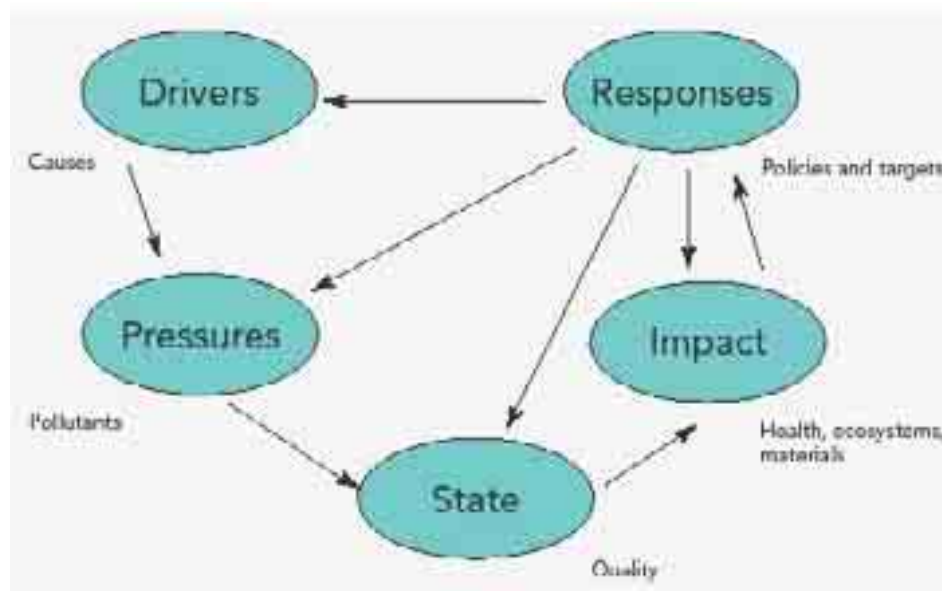 Drivers
Responses
Causes
Policies and targets
Pressures
Impact
Pollutants
Health, ecosystems,
materials
State
Quality